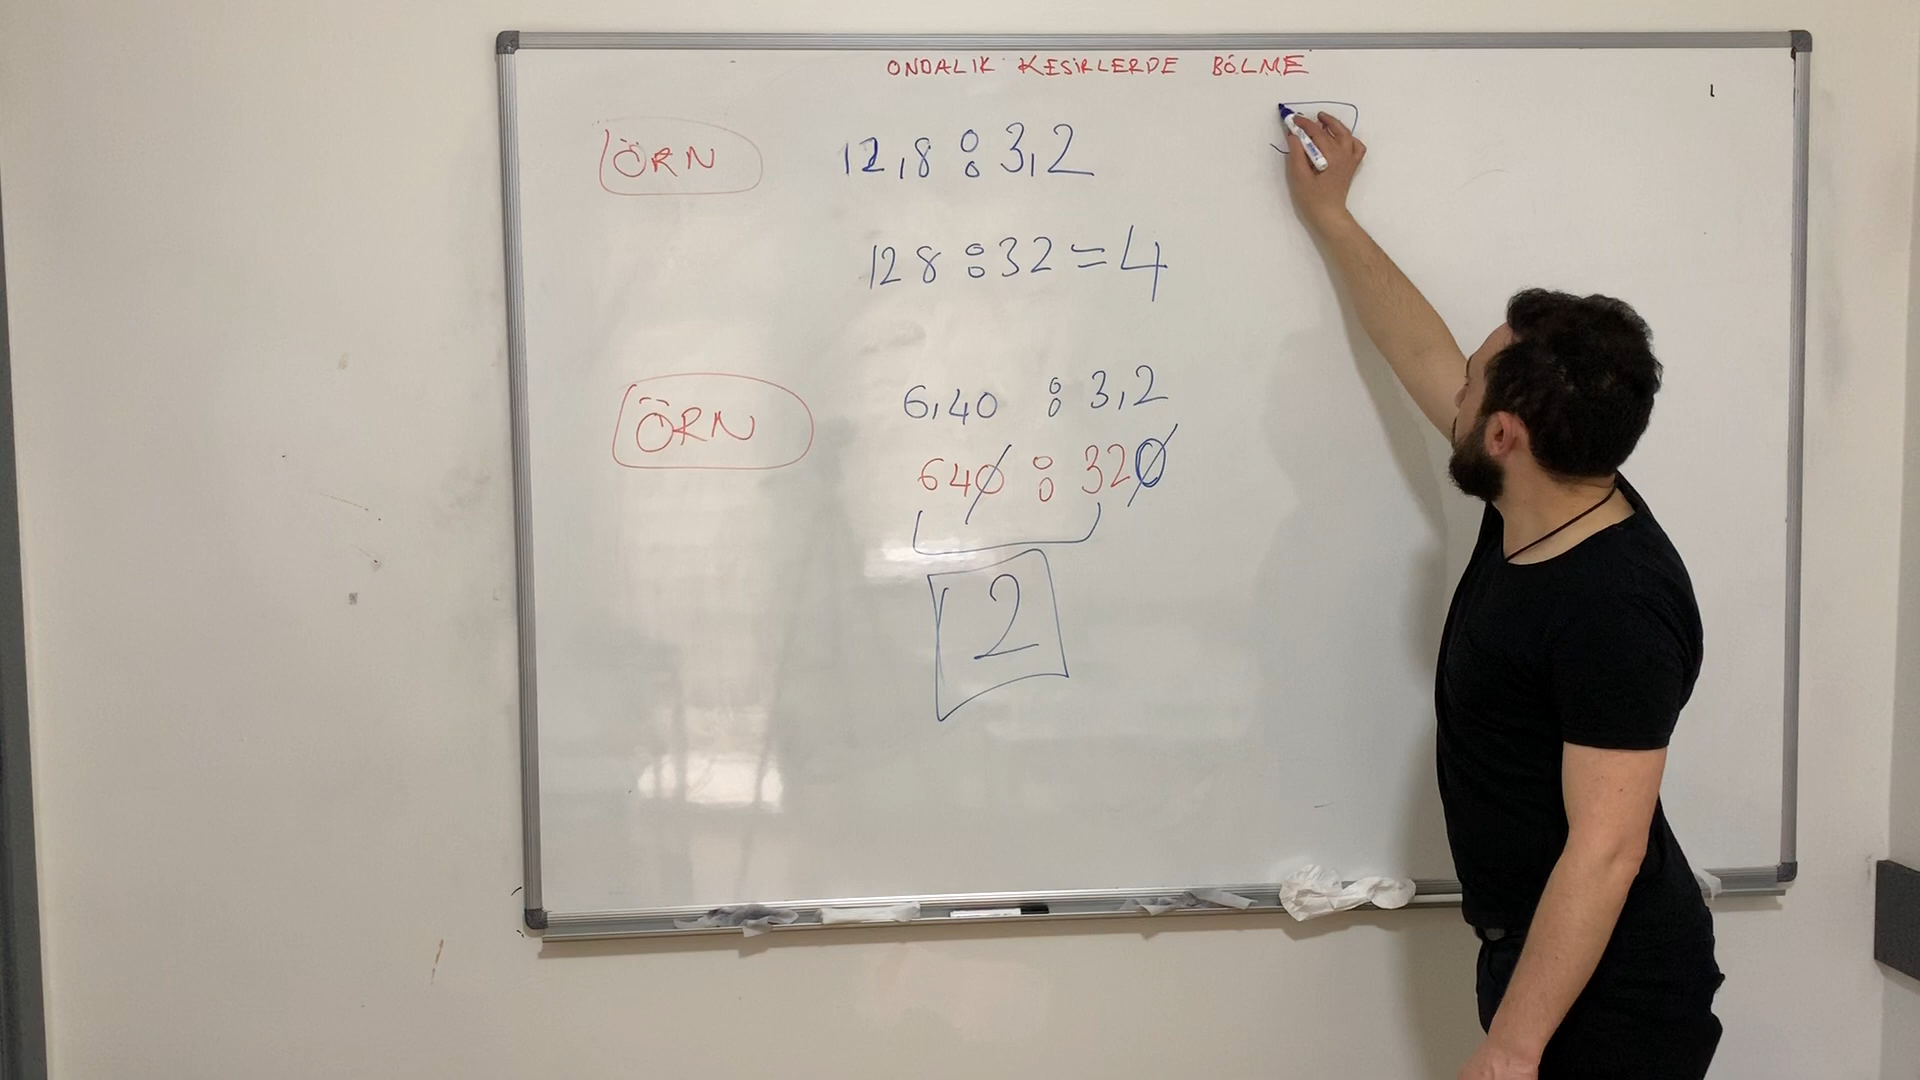 ONDALIK KESİRLERDE BÖLME
ÖRN 12,8 : 3,2
128 : 32 = 4
ÖRN 6,40 : 3,2
640 : 320
2